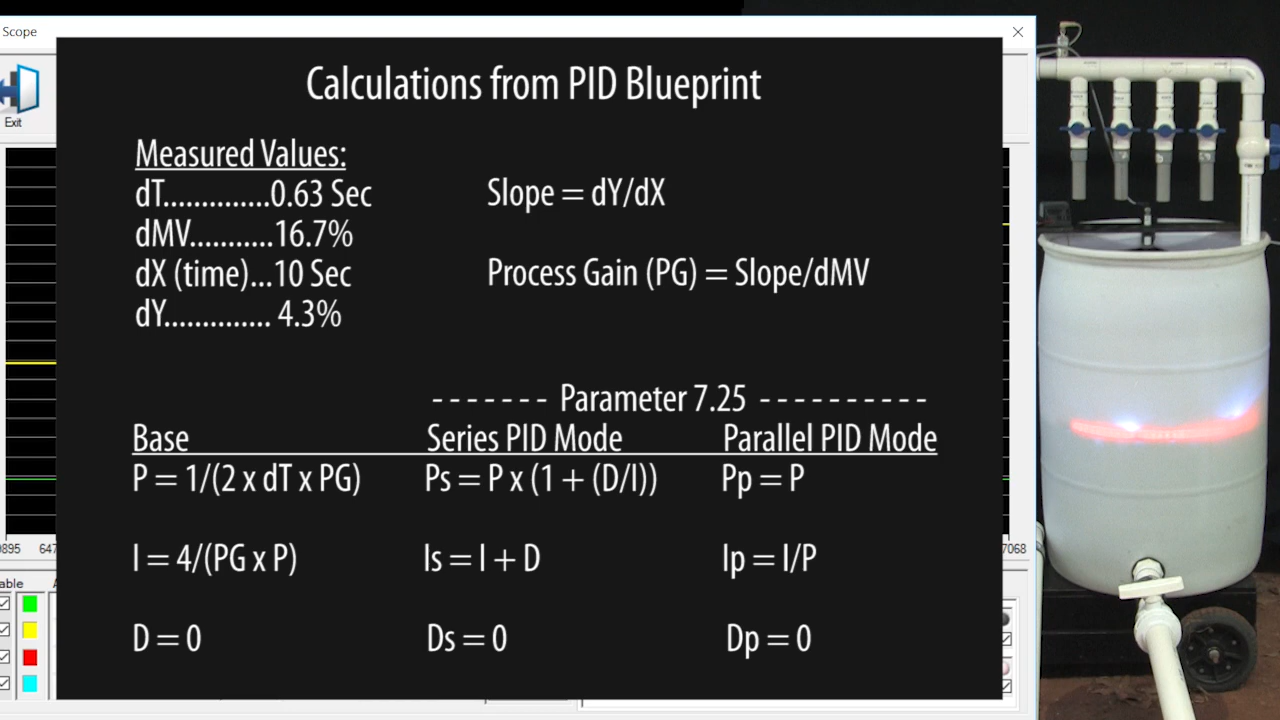 Scope
Exit
Calculations from PID Blueprint
Measured Values:
dT..............0.63 Sec
dMV...........16.7%
dX (time)...10 Sec
dY.............. 4.3%
Slope = dY/dX
Process Gain (PG) = Slope/dMV
------- Parameter 7.25 ----------
Base Series PID Mode Parallel PID Mode
P = 1/(2 x dT x PG) Ps = P x (1 + (D/I)) Pp = P
I = 4/(PG x P) Is = I + D Ip = I/P
D = 0 Ds = 0 Dp = 0
9895 647 7068
able